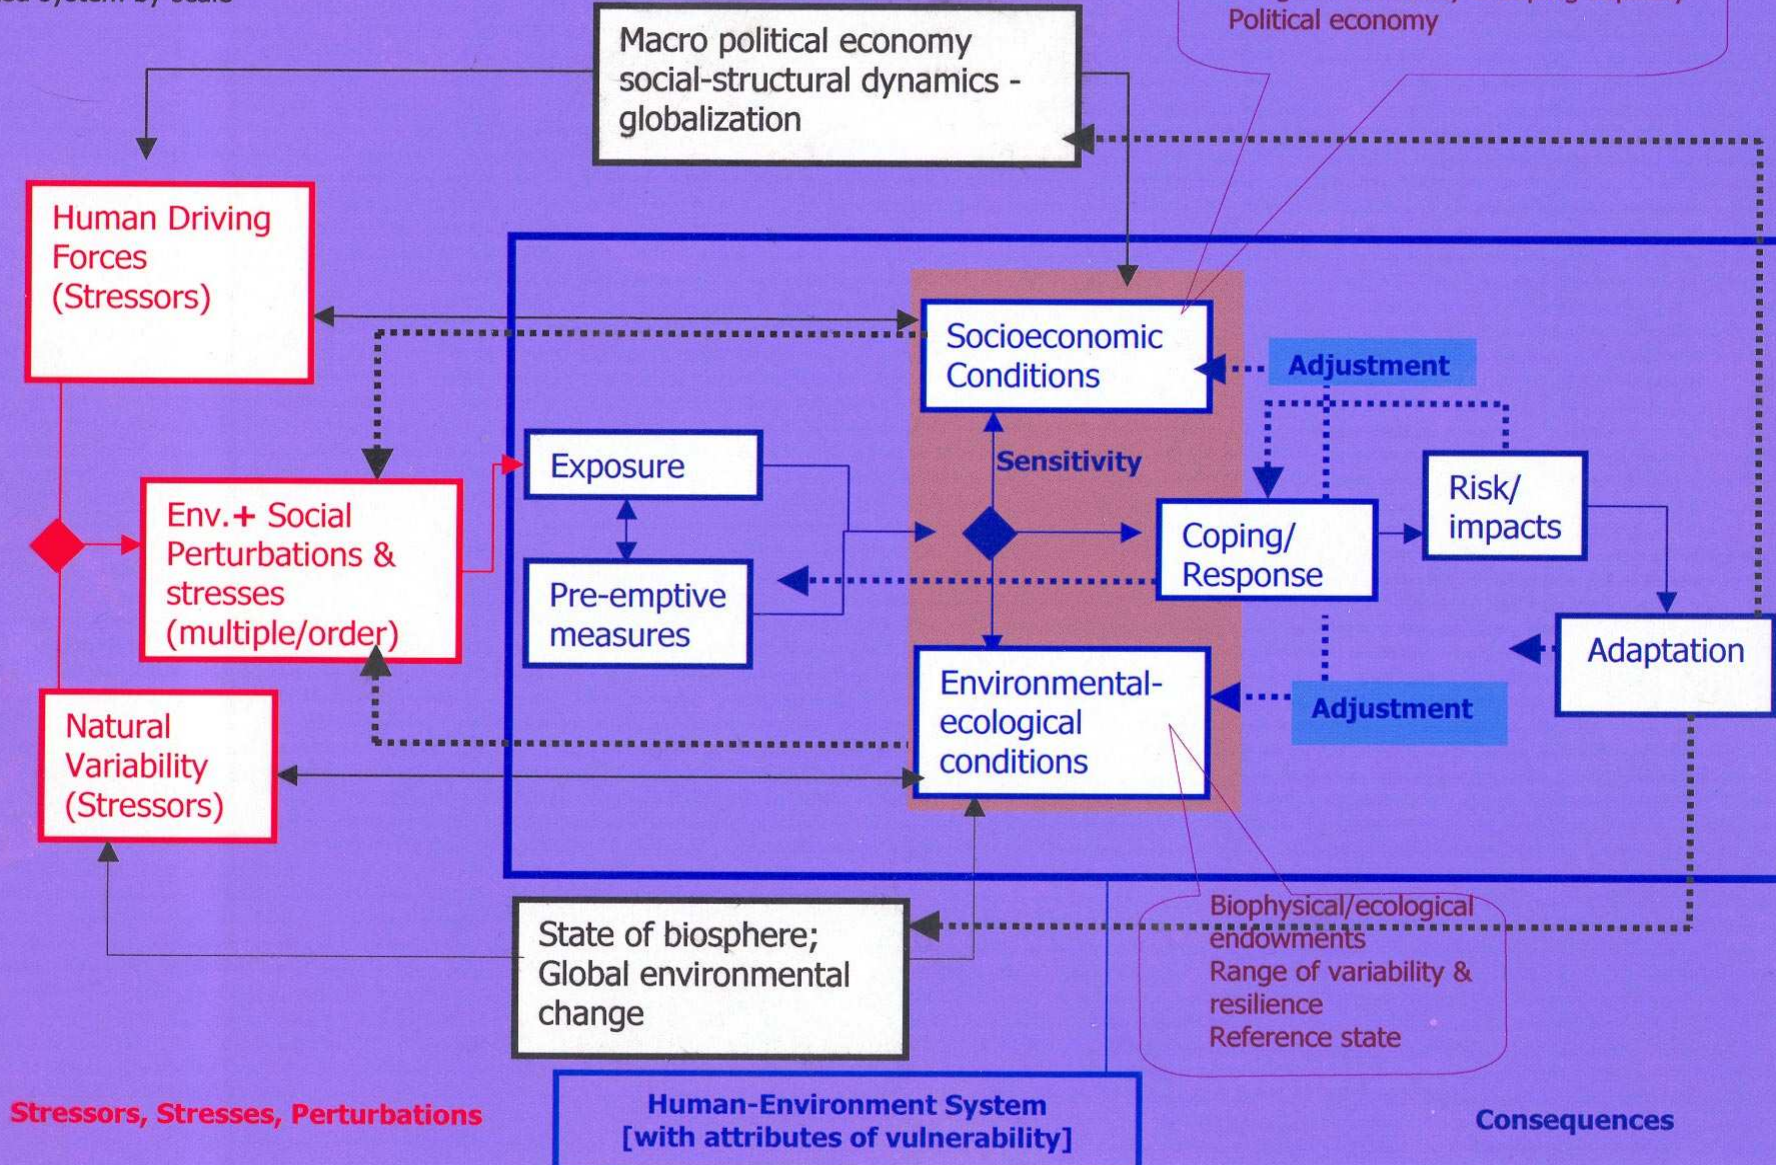 system by scale
Political economy
Macro political economy
social-structural dynamics -
globalization
Human Driving
Forces
(Stressors)
Socioeconomic
Conditions
Adjustment
Exposure
Sensitivity
Risk/
impacts
Env.+ Social
Perturbations &
stresses
(multiple/order)
Coping/
Response
Pre-emptive
measures
Adaptation
Environmental-
ecological
conditions
Adjustment
Natural
Variability
(Stressors)
Biophysical/ecological
endowments
Range of variability &
resilience
Reference state
State of biosphere;
Global environmental
change
Stressors, Stresses, Perturbations
Human-Environment System
[with attributes of vulnerability]
Consequences